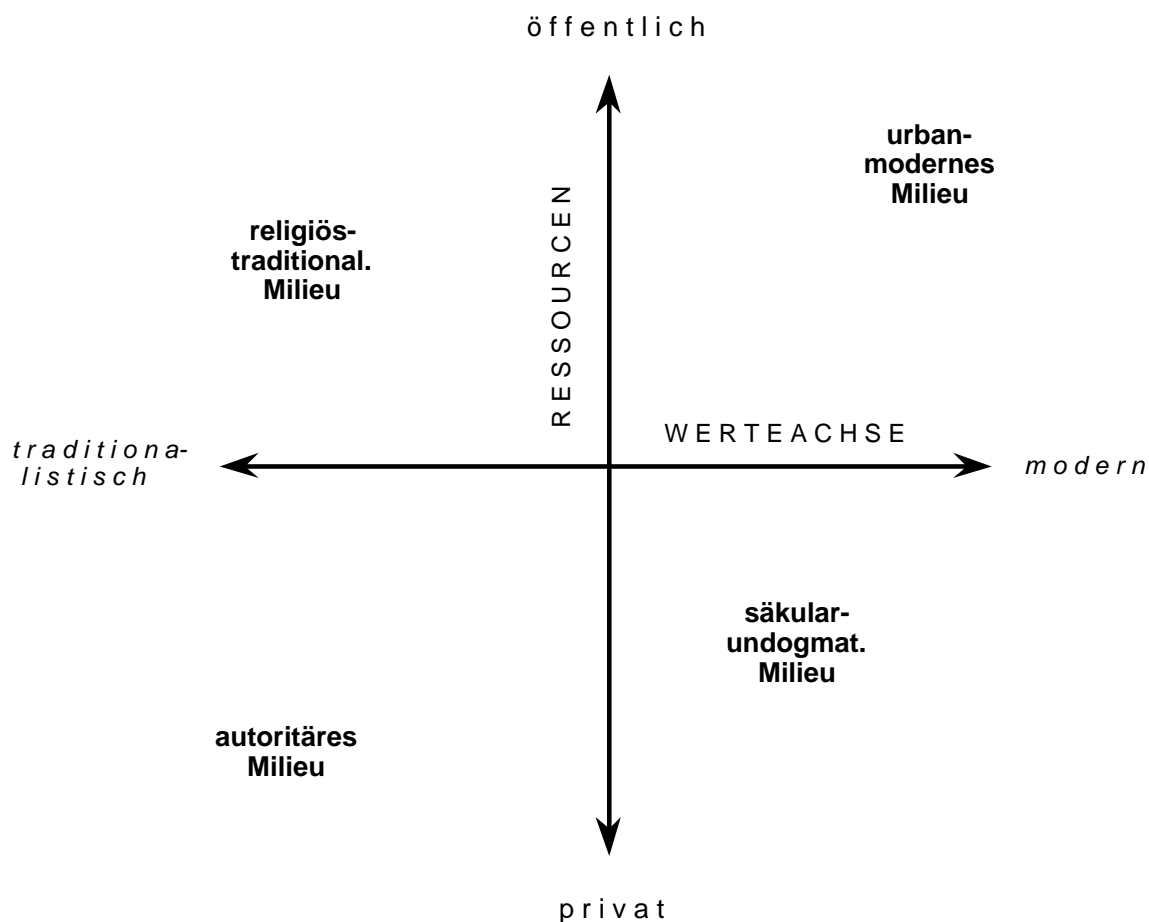 öffentlich
urban-
modernes
Milieu
religiös-
traditional.
Milieu
RESSOURCEN
WERTEACHSE
traditiona-
listisch
modern
säkular-
undogmat.
Milieu
autoritäres
Milieu
privat